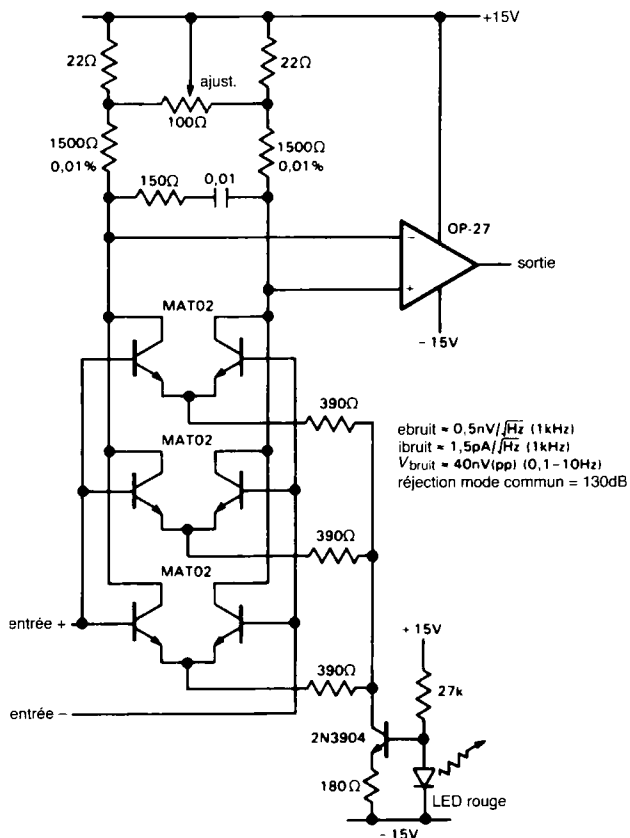 +15V
22Ω
22Ω
ajust.
100Ω
1500Ω
0,01%
1500Ω
0,01%
150Ω
0,01
OP-27
−
+
sortie
-15V
MAT02
390Ω
MAT02
390Ω
MAT02
390Ω
ebruit ≈ 0,5nV/√Hz (1kHz)
ibruit ≈ 1,5pA/√Hz (1kHz)
Vbruit ≈ 40nV(pp) (0,1-10Hz)
réjection mode commun = 130dB
entrée +
entrée −
+15V
27k
2N3904
180Ω
LED rouge
-15V